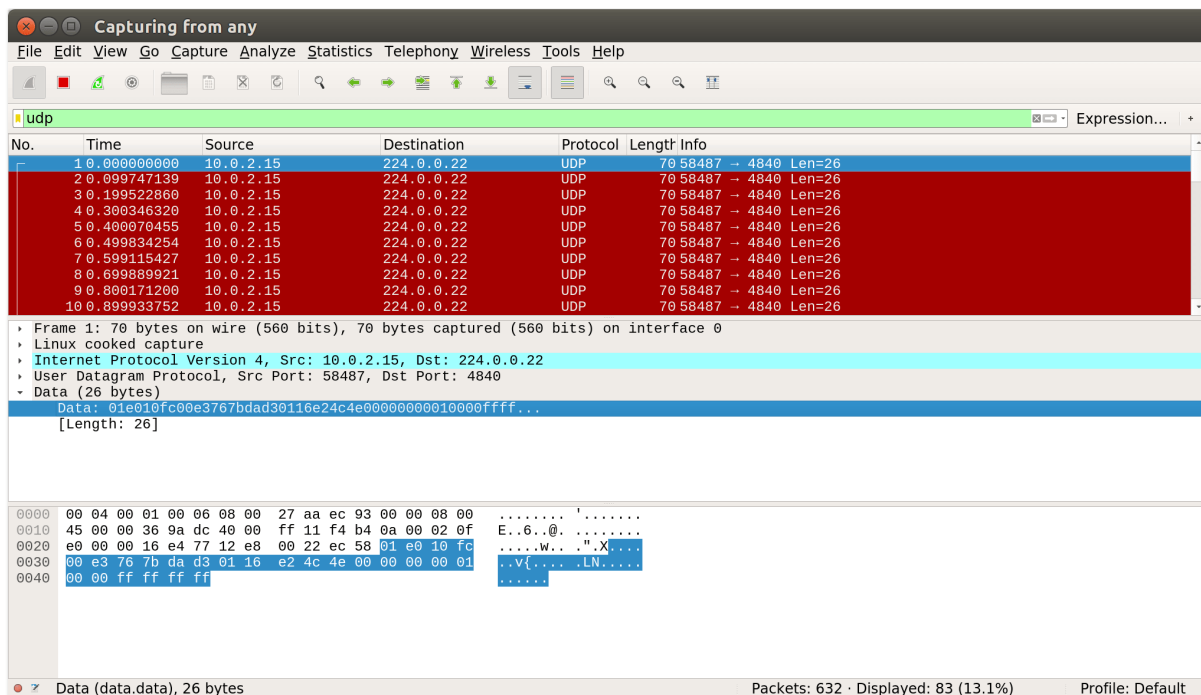 Capturing from any
File Edit View Go Capture Analyze Statistics Telephony Wireless Tools Help
udp Expression... +
No. Time Source Destination Protocol Length Info
1 0.000000000 10.0.2.15 224.0.0.22 UDP 70 58487 → 4840 Len=26
2 0.099747139 10.0.2.15 224.0.0.22 UDP 70 58487 → 4840 Len=26
3 0.199522860 10.0.2.15 224.0.0.22 UDP 70 58487 → 4840 Len=26
4 0.300346320 10.0.2.15 224.0.0.22 UDP 70 58487 → 4840 Len=26
5 0.400070455 10.0.2.15 224.0.0.22 UDP 70 58487 → 4840 Len=26
6 0.499834254 10.0.2.15 224.0.0.22 UDP 70 58487 → 4840 Len=26
7 0.599115427 10.0.2.15 224.0.0.22 UDP 70 58487 → 4840 Len=26
8 0.699889921 10.0.2.15 224.0.0.22 UDP 70 58487 → 4840 Len=26
9 0.800171200 10.0.2.15 224.0.0.22 UDP 70 58487 → 4840 Len=26
10 0.899933752 10.0.2.15 224.0.0.22 UDP 70 58487 → 4840 Len=26
Frame 1: 70 bytes on wire (560 bits), 70 bytes captured (560 bits) on interface 0
Linux cooked capture
Internet Protocol Version 4, Src: 10.0.2.15, Dst: 224.0.0.22
User Datagram Protocol, Src Port: 58487, Dst Port: 4840
Data (26 bytes)
Data: 01e010fc00e3767bdad30116e24c4e00000000010000ffff...
[Length: 26]
0000 00 04 00 01 00 06 08 00 27 aa ec 93 00 00 08 00 ........ '.......
0010 45 00 00 36 9a dc 40 00 ff 11 f4 b4 0a 00 02 0f E..6..@. ........
0020 e0 00 00 16 e4 77 12 e8 00 22 ec 58 01 e0 10 fc .....w.. .".X....
0030 00 e3 76 7b da d3 01 16 e2 4c 4e 00 00 00 00 01 ..v{.... .LN.....
0040 00 00 ff ff ff ff ......
Data (data.data), 26 bytes Packets: 632 · Displayed: 83 (13.1%) Profile: Default